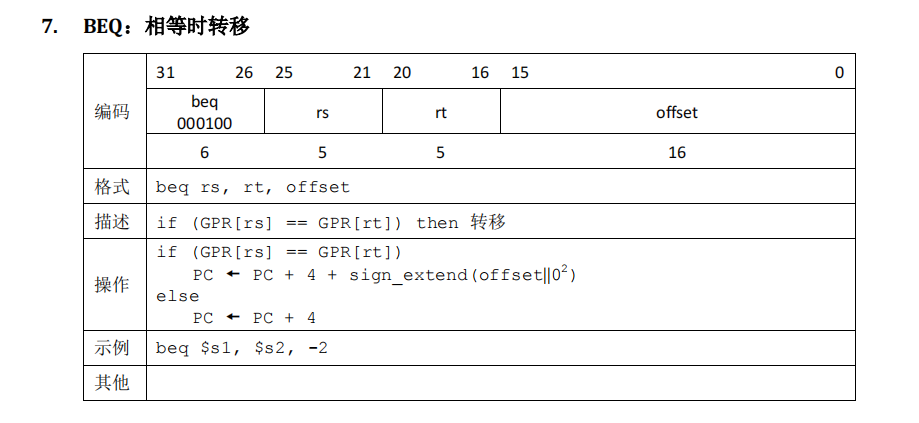 7. BEQ：相等时转移
31 26 25 21 20 16 15 0
编码
beq
000100
rs
rt
offset
6 5 5 16
格式 beq rs, rt, offset
描述 if (GPR[rs] == GPR[rt]) then 转移
操作
if (GPR[rs] == GPR[rt])
PC ← PC + 4 + sign_extend(offset||0²)
else
PC ← PC + 4
示例 beq $s1, $s2, -2
其他